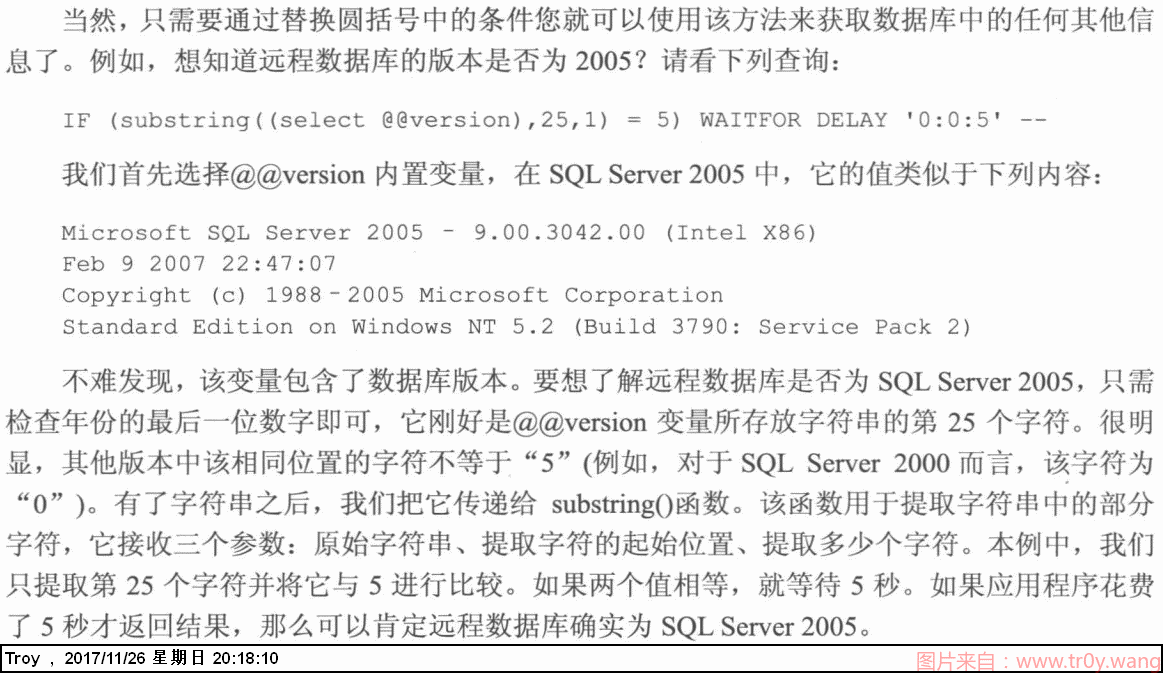 当然，只需要通过替换圆括号中的条件您就可以使用该方法来获取数据库中的任何其他信
息了。例如，想知道远程数据库的版本是否为 2005？请看下列查询：
IF (substring((select @@version),25,1) = 5) WAITFOR DELAY '0:0:5' --
我们首先选择@@version 内置变量，在 SQL Server 2005 中，它的值类似于下列内容：
Microsoft SQL Server 2005 - 9.00.3042.00 (Intel X86)
Feb 9 2007 22:47:07
Copyright (c) 1988-2005 Microsoft Corporation
Standard Edition on Windows NT 5.2 (Build 3790: Service Pack 2)
不难发现，该变量包含了数据库版本。要想了解远程数据库是否为 SQL Server 2005，只需
检查年份的最后一位数字即可，它刚好是@@version 变量所存放字符串的第 25 个字符。很明
显，其他版本中该相同位置的字符不等于“5”(例如，对于 SQL Server 2000 而言，该字符为
“0”)。有了字符串之后，我们把它传递给 substring()函数。该函数用于提取字符串中的部分
字符，它接收三个参数：原始字符串、提取字符的起始位置、提取多少个字符。本例中，我们
只提取第 25 个字符并将它与 5 进行比较。如果两个值相等，就等待 5 秒。如果应用程序花费
了 5 秒才返回结果，那么可以肯定远程数据库确实为 SQL Server 2005。
Troy , 2017/11/26 星期日 20:18:10
图片来自：www.tr0y.wang